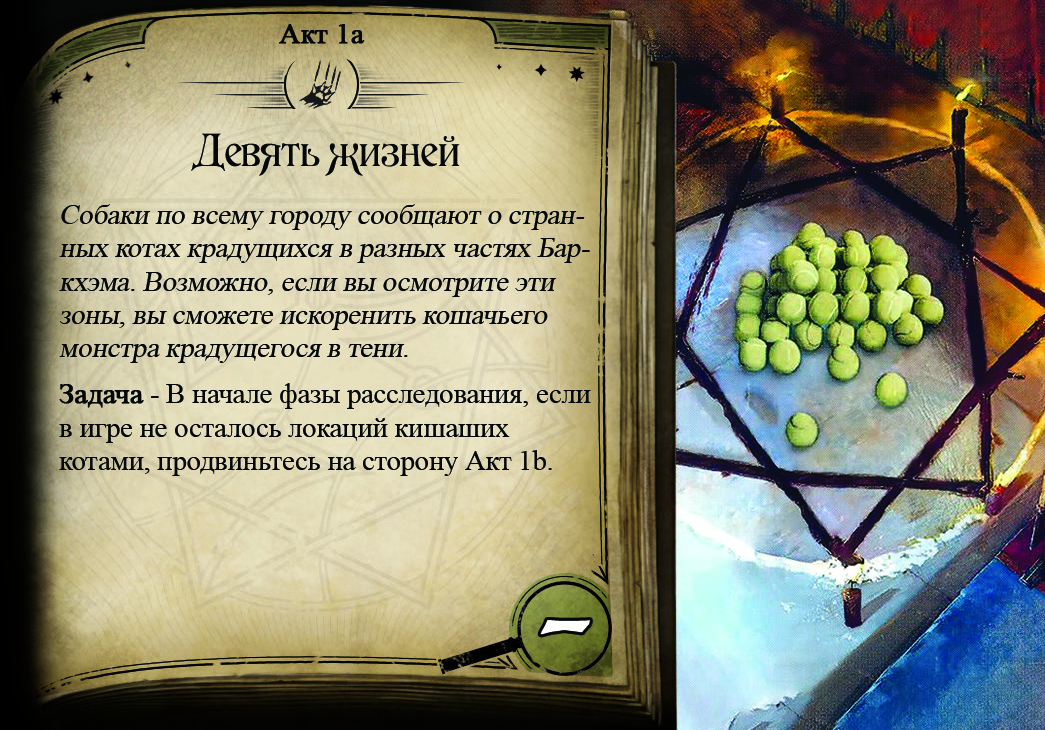 Акт 1a
Девять жизней
Собаки по всему городу сообщают о стран-
ных котах крадущихся в разных частях Бар-
кхэма. Возможно, если вы осмотрите эти
зоны, вы сможете искоренить кошачьего
монстра крадущегося в тени.
Задача - В начале фазы расследования, если
в игре не осталось локаций кишаших
котами, продвиньтесь на сторону Акт 1b.
–